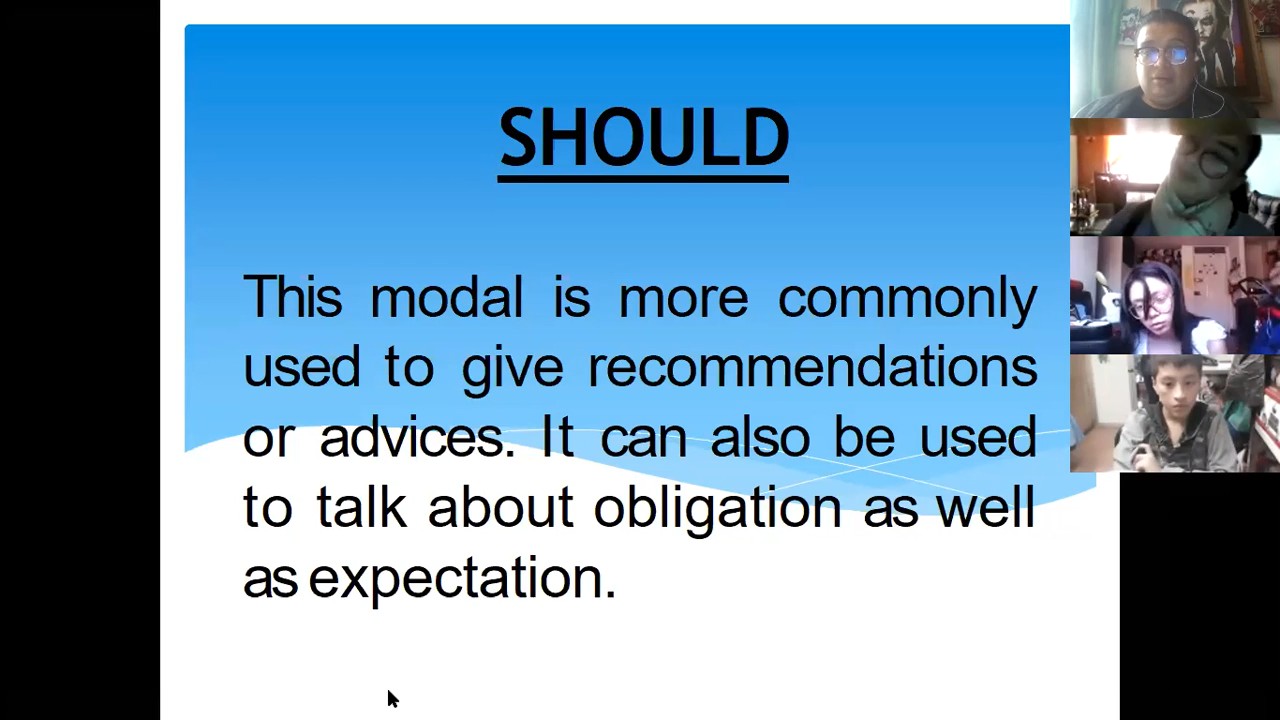 SHOULD
This modal is more commonly
used to give recommendations
or advices. It can also be used
to talk about obligation as well
as expectation.